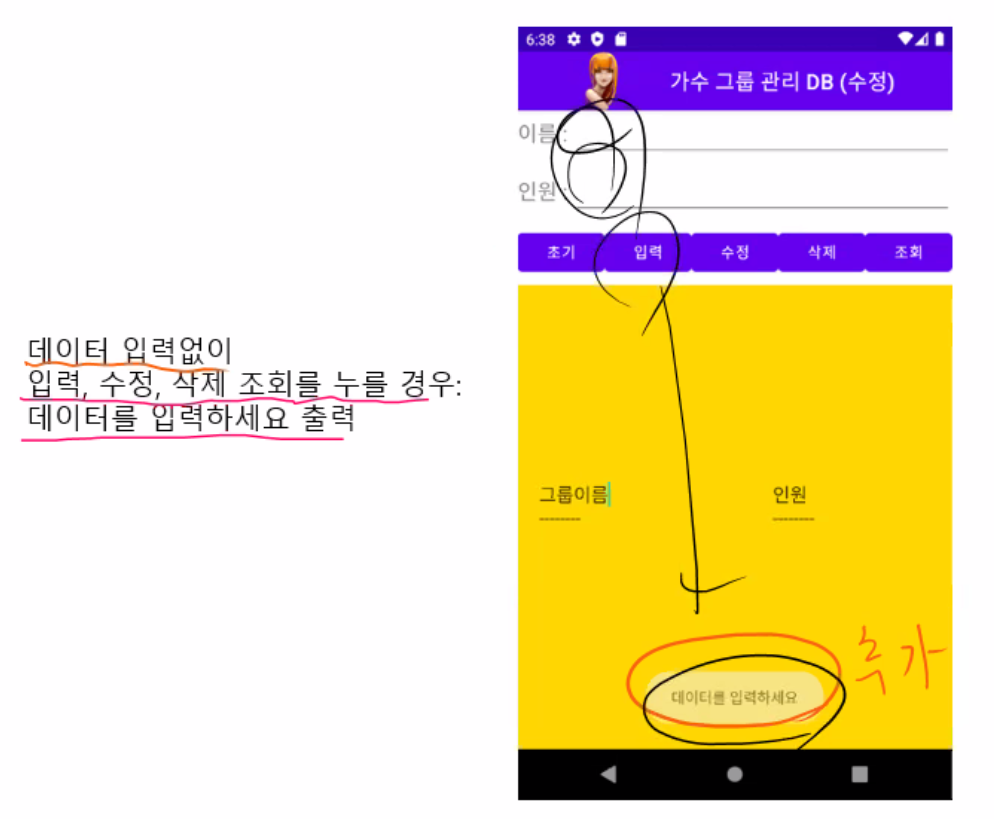 6:38
가수 그룹 관리 DB (수정)
이름 :
인원 :
초기 입력 수정 삭제 조회
데이터 입력없이
입력, 수정, 삭제 조회를 누를 경우:
데이터를 입력하세요 출력
그룹이름 인원
-------- --------
추가
데이터를 입력하세요